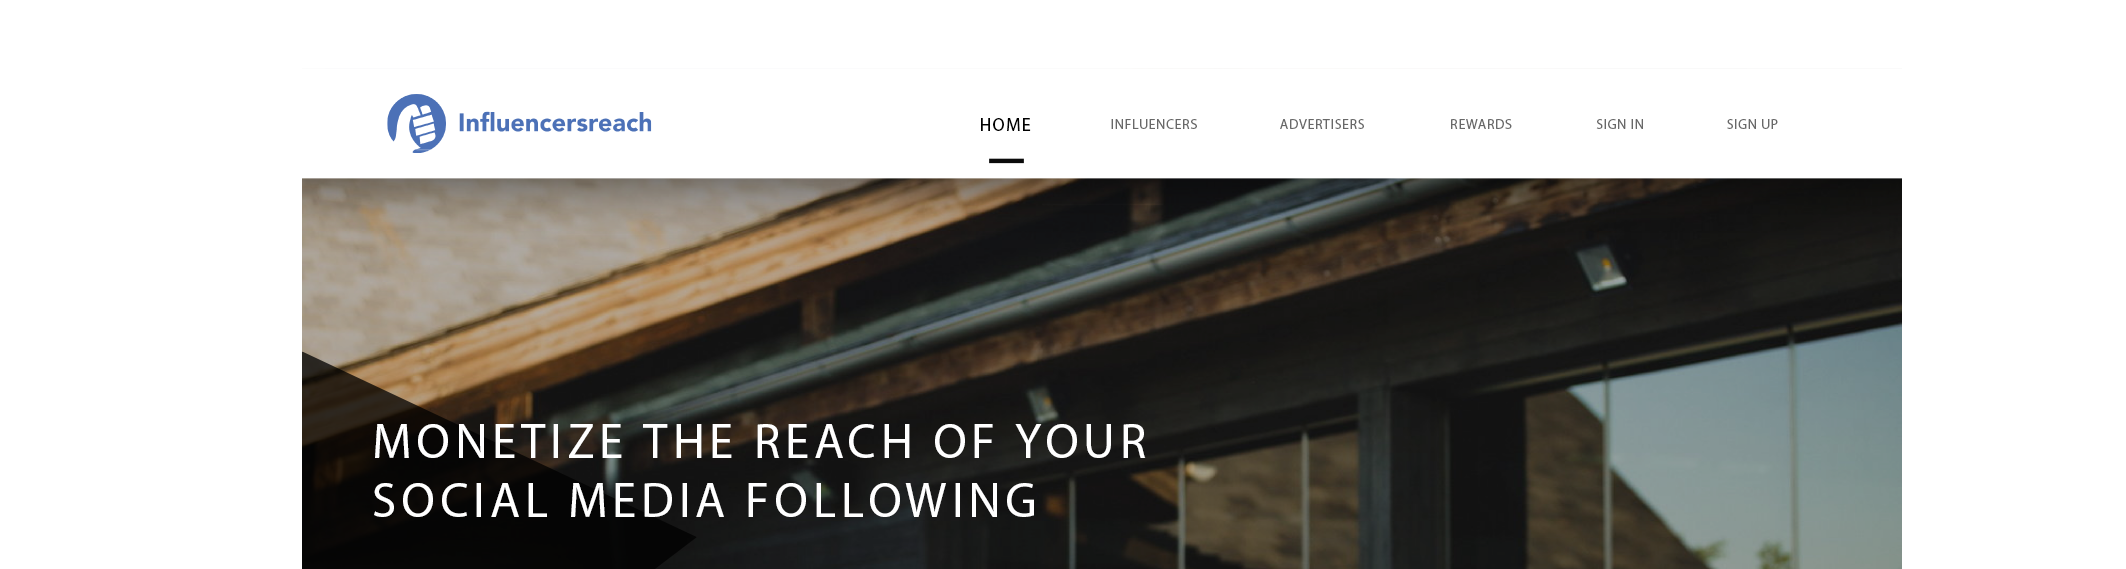 Influencersreach
HOME INFLUENCERS ADVERTISERS REWARDS SIGN IN SIGN UP
MONETIZE THE REACH OF YOUR
SOCIAL MEDIA FOLLOWING